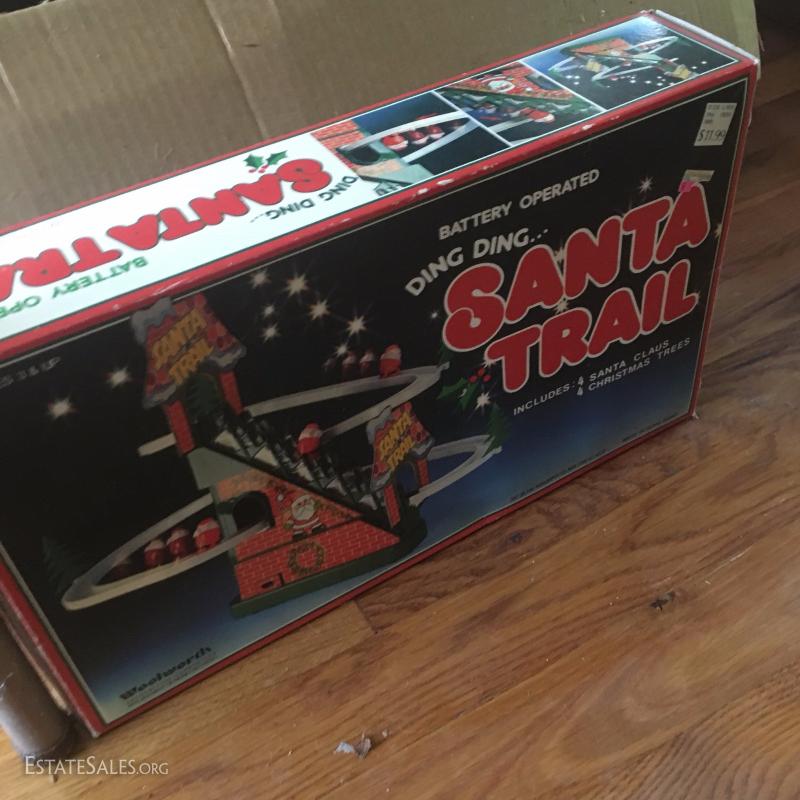 DING DING...
SANTA TRA
BATTERY OPE
$11.99
BATTERY OPERATED
DING DING...
SANTA
TRAIL
INCLUDES: 4 SANTA CLAUS
4 CHRISTMAS TREES
SANTA
TRAIL
SANTA
TRAIL
Woolworth
ESTATESALES.ORG